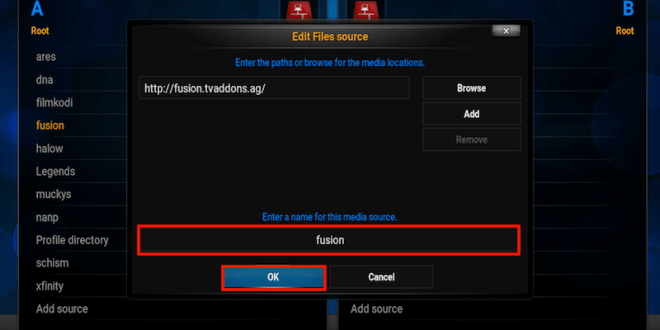 A
B
Root
Root
Edit Files source
Enter the paths or browse for the media locations.
http://fusion.tvaddons.ag/
Browse
Add
Remove
ares
dna
filmkodi
fusion
halow
Legends
muckys
nanp
Profile directory
schism
xfinity
Add source
Enter a name for this media source.
fusion
OK
Cancel
Add source